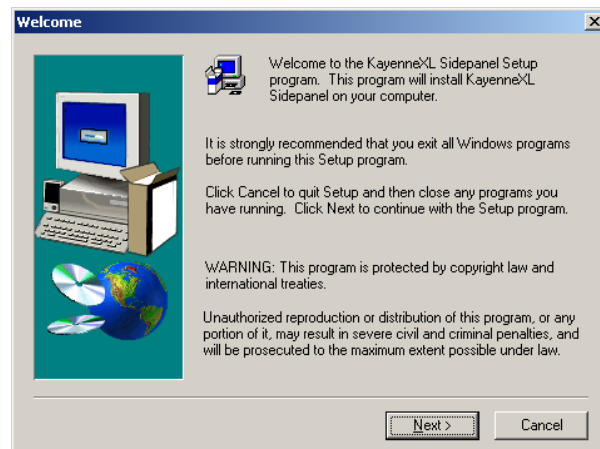 Welcome
Welcome to the KayenneXL Sidepanel Setup
program. This program will install KayenneXL
Sidepanel on your computer.
It is strongly recommended that you exit all Windows programs
before running this Setup program.
Click Cancel to quit Setup and then close any programs you
have running. Click Next to continue with the Setup program.
WARNING: This program is protected by copyright law and
international treaties.
Unauthorized reproduction or distribution of this program, or any
portion of it, may result in severe civil and criminal penalties, and
will be prosecuted to the maximum extent possible under law.
Next >
Cancel